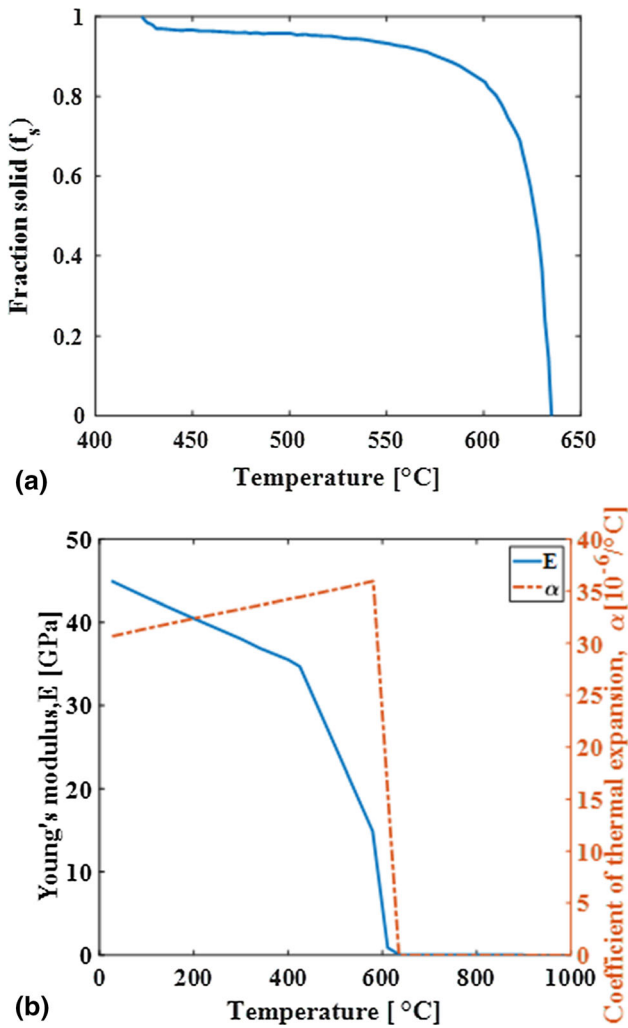 1
0.8
0.6
0.4
0.2
0
Fraction solid (f_s)
400 450 500 550 600 650
Temperature [°C]
(a)
50
40
30
20
10
0
Young's modulus,E [GPa]
E
α
40
35
30
25
20
15
10
5
0
Coefficient of thermal expansion, α[10^-6/°C]
0 200 400 600 800 1000
Temperature [ °C]
(b)